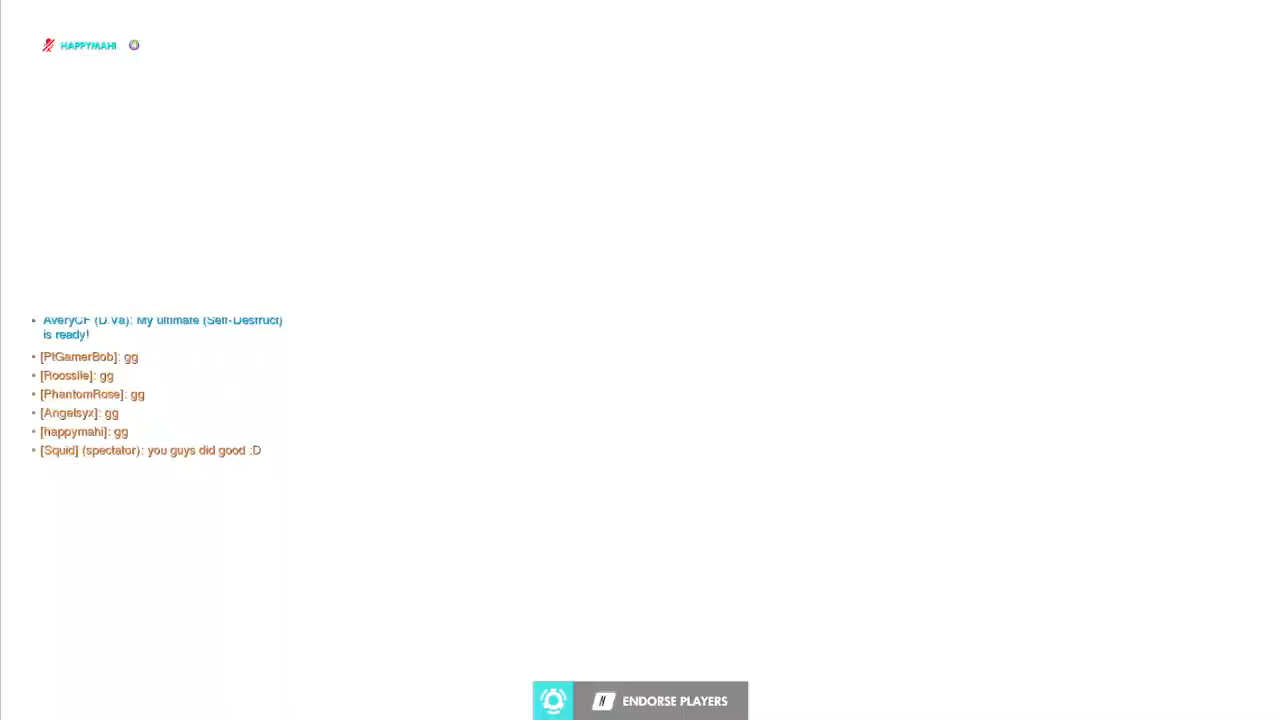 HAPPYMAHI
AveryCF (D.Va): My ultimate (Self-Destruct)
is ready!
[PtGamerBob]: gg
[Roossile]: gg
[PhantomRose]: gg
[Angelsyx]: gg
[happymahi]: gg
[Squid] (spectator): you guys did good :D
N ENDORSE PLAYERS